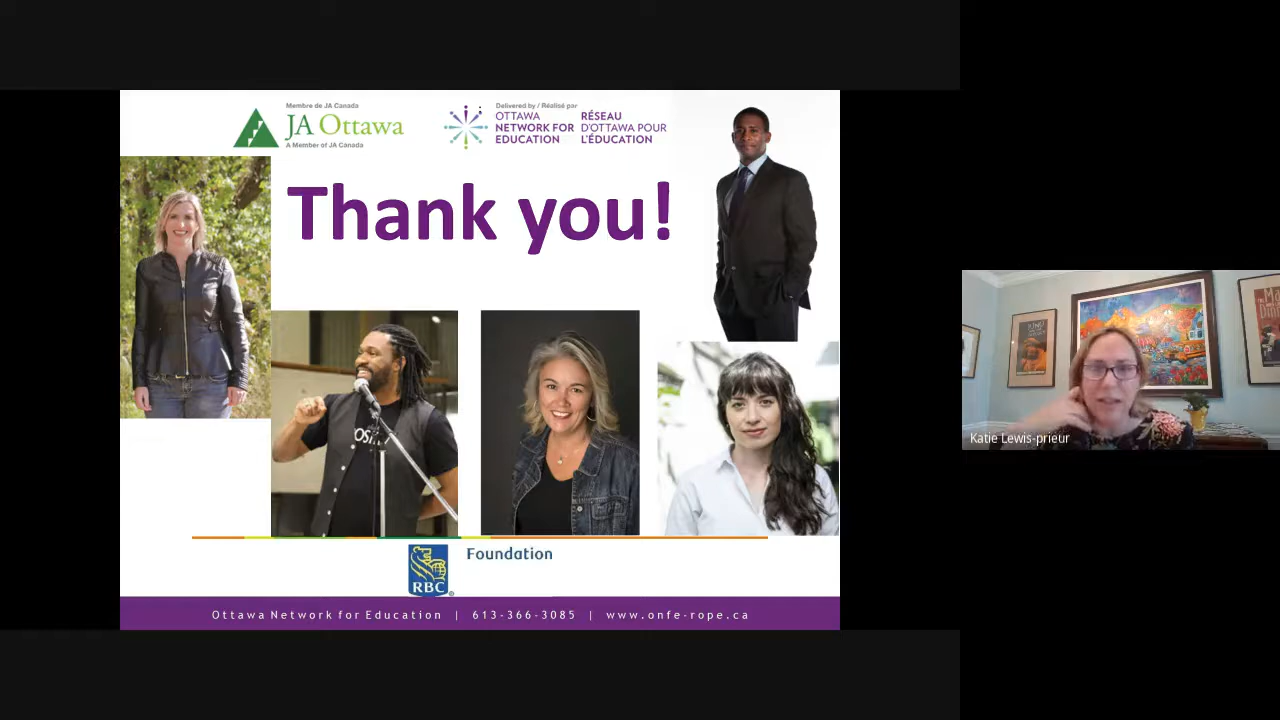 Membre de JA Canada
JA Ottawa
A Member of JA Canada
Delivered by / Réalisé par
OTTAWA
NETWORK FOR
EDUCATION
RÉSEAU
D'OTTAWA POUR
L'ÉDUCATION
Thank you!
RBC
®
Foundation
Ottawa Network for Education | 613-366-3085 | www.onfe-rope.ca
Katie Lewis-prieur